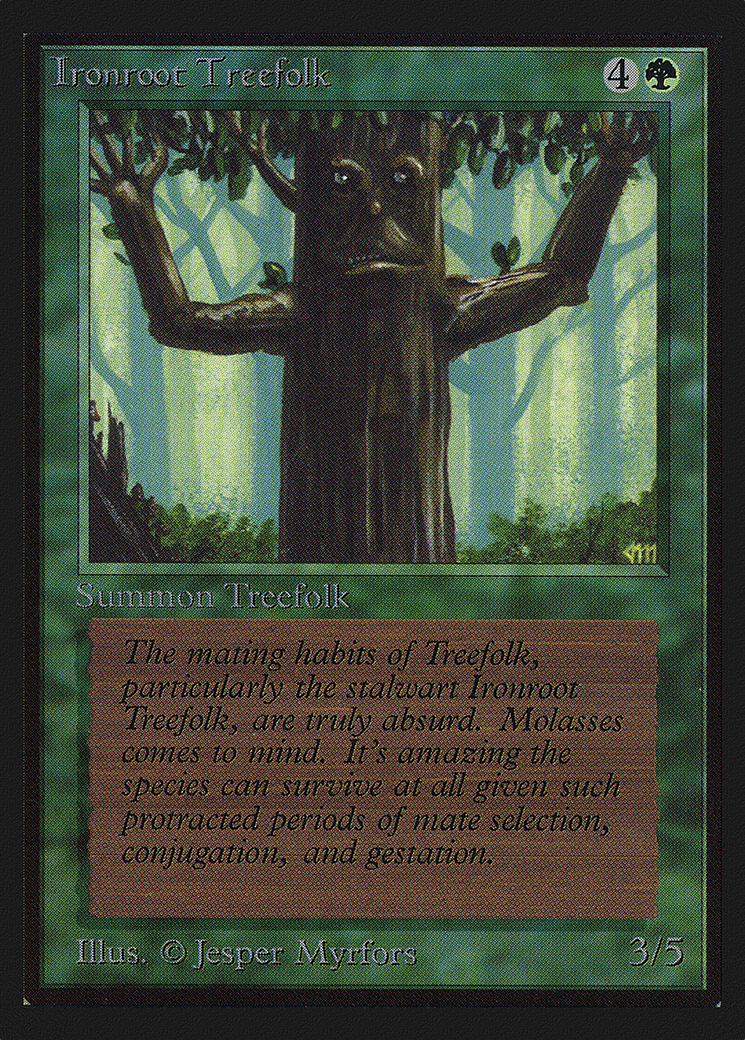 Ironroot Treefolk 4
Summon Treefolk
The mating habits of Treefolk,
particularly the stalwart Ironroot
Treefolk, are truly absurd. Molasses
comes to mind. It's amazing the
species can survive at all given such
protracted periods of mate selection,
conjugation, and gestation.
Illus. © Jesper Myrfors 3/5